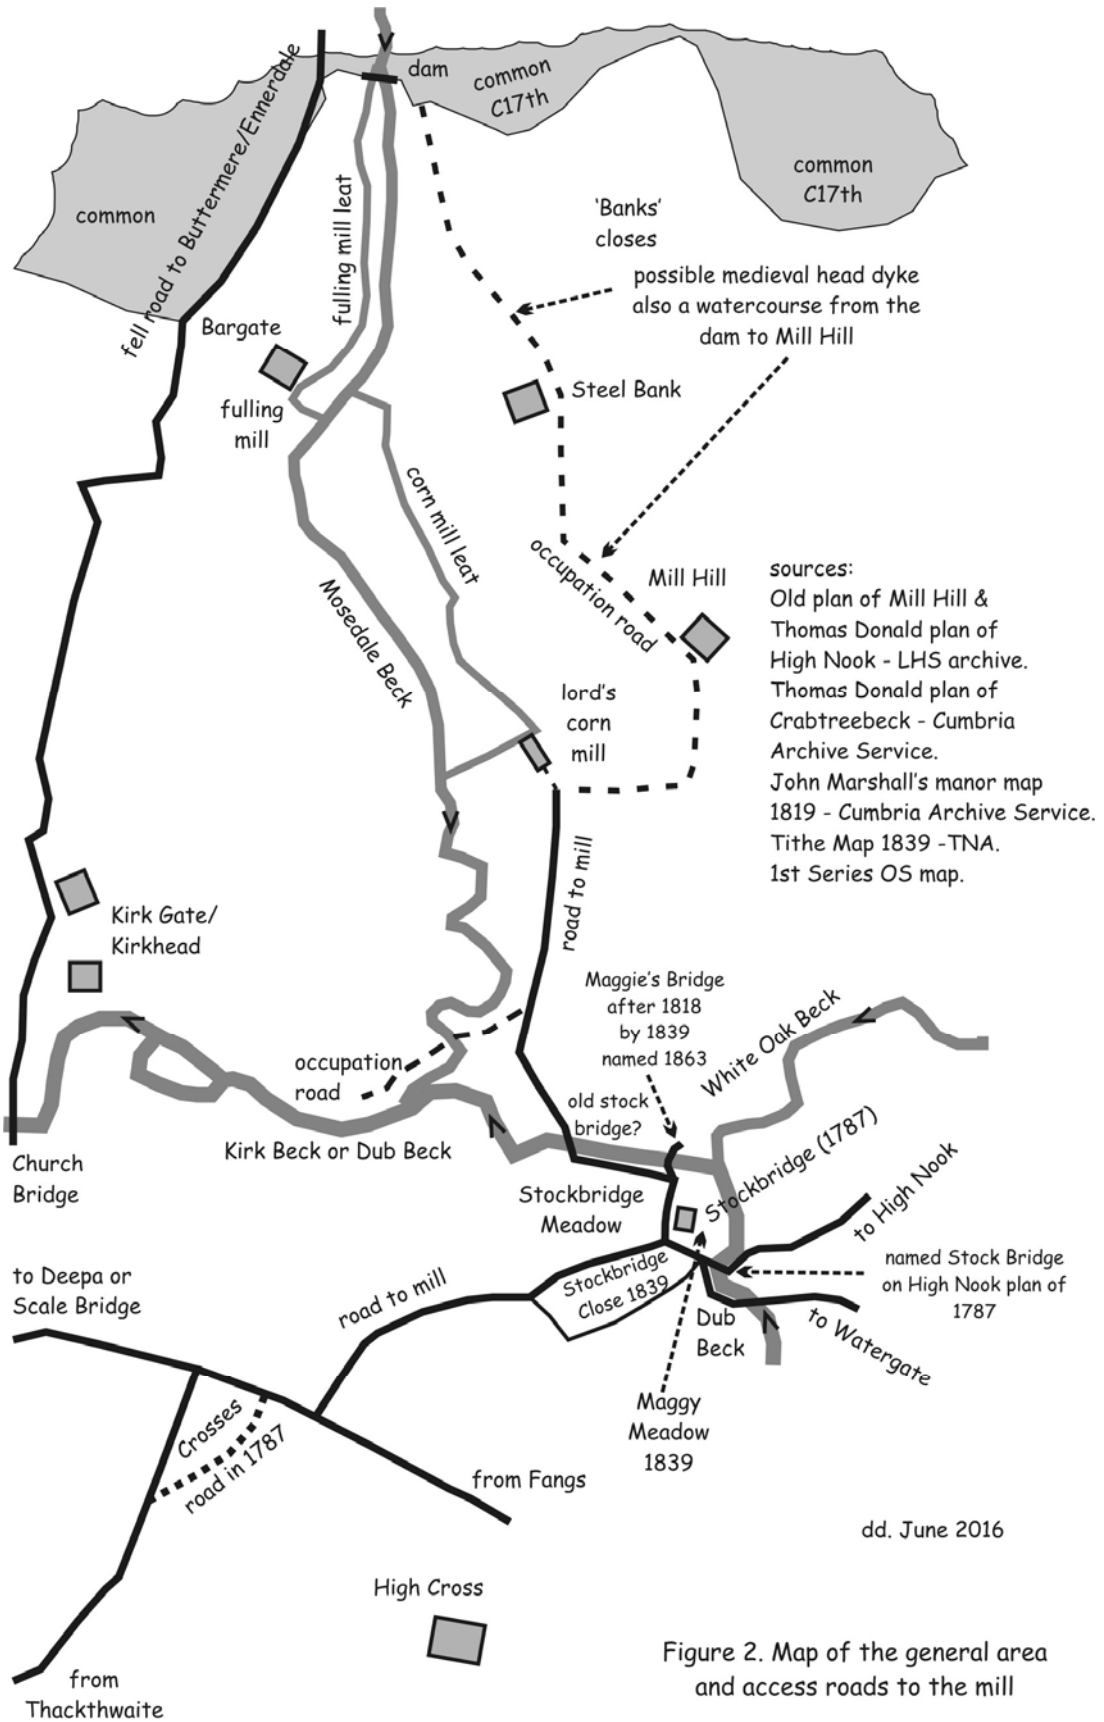 dam
common
C17th
common
C17th
common
fell road to Buttermere/Ennerdale
fulling mill leat
'Banks'
closes
possible medieval head dyke
also a watercourse from the
dam to Mill Hill
Bargate
Steel Bank
fulling
mill
corn mill leat
occupation road
Mill Hill
Mosedale Beck
sources:
Old plan of Mill Hill &
Thomas Donald plan of
High Nook - LHS archive.
Thomas Donald plan of
Crabtreebeck - Cumbria
Archive Service.
John Marshall's manor map
1819 - Cumbria Archive Service.
Tithe Map 1839 -TNA.
1st Series OS map.
lord's
corn
mill
road to mill
Kirk Gate/
Kirkhead
Maggie's Bridge
after 1818
by 1839
named 1863
White Oak Beck
occupation
road
old stock
bridge?
Kirk Beck or Dub Beck
Church
Bridge
Stockbridge
Meadow
Stockbridge (1787)
to High Nook
named Stock Bridge
on High Nook plan of
1787
to Deepa or
Scale Bridge
road to mill
Stockbridge
Close 1839
Dub
Beck
to Watergate
Maggy
Meadow
1839
Crosses
road in 1787
from Fangs
dd. June 2016
High Cross
from
Thackthwaite
Figure 2. Map of the general area
and access roads to the mill